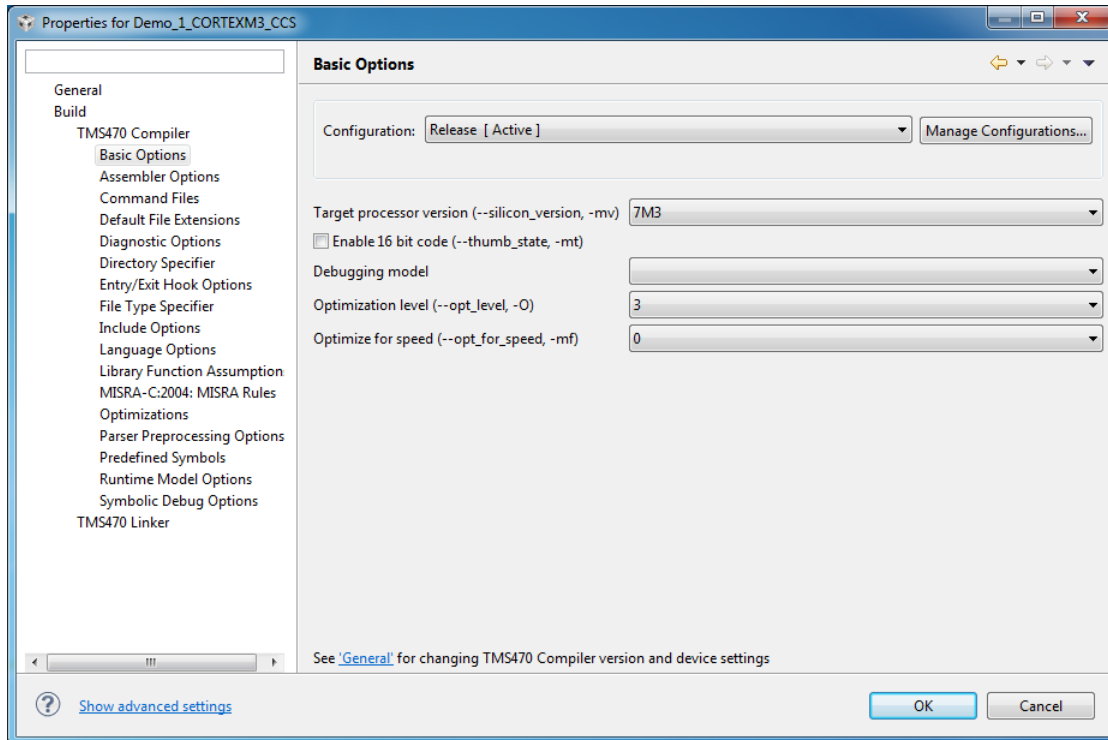 Properties for Demo_1_CORTEXM3_CCS
General
Build
TMS470 Compiler
Basic Options
Assembler Options
Command Files
Default File Extensions
Diagnostic Options
Directory Specifier
Entry/Exit Hook Options
File Type Specifier
Include Options
Language Options
Library Function Assumption
MISRA-C:2004: MISRA Rules
Optimizations
Parser Preprocessing Options
Predefined Symbols
Runtime Model Options
Symbolic Debug Options
TMS470 Linker
Basic Options
Configuration: Release [ Active ] Manage Configurations...
Target processor version (--silicon_version, -mv) 7M3
Enable 16 bit code (--thumb_state, -mt)
Debugging model
Optimization level (--opt_level, -O) 3
Optimize for speed (--opt_for_speed, -mf) 0
See 'General' for changing TMS470 Compiler version and device settings
Show advanced settings
OK Cancel